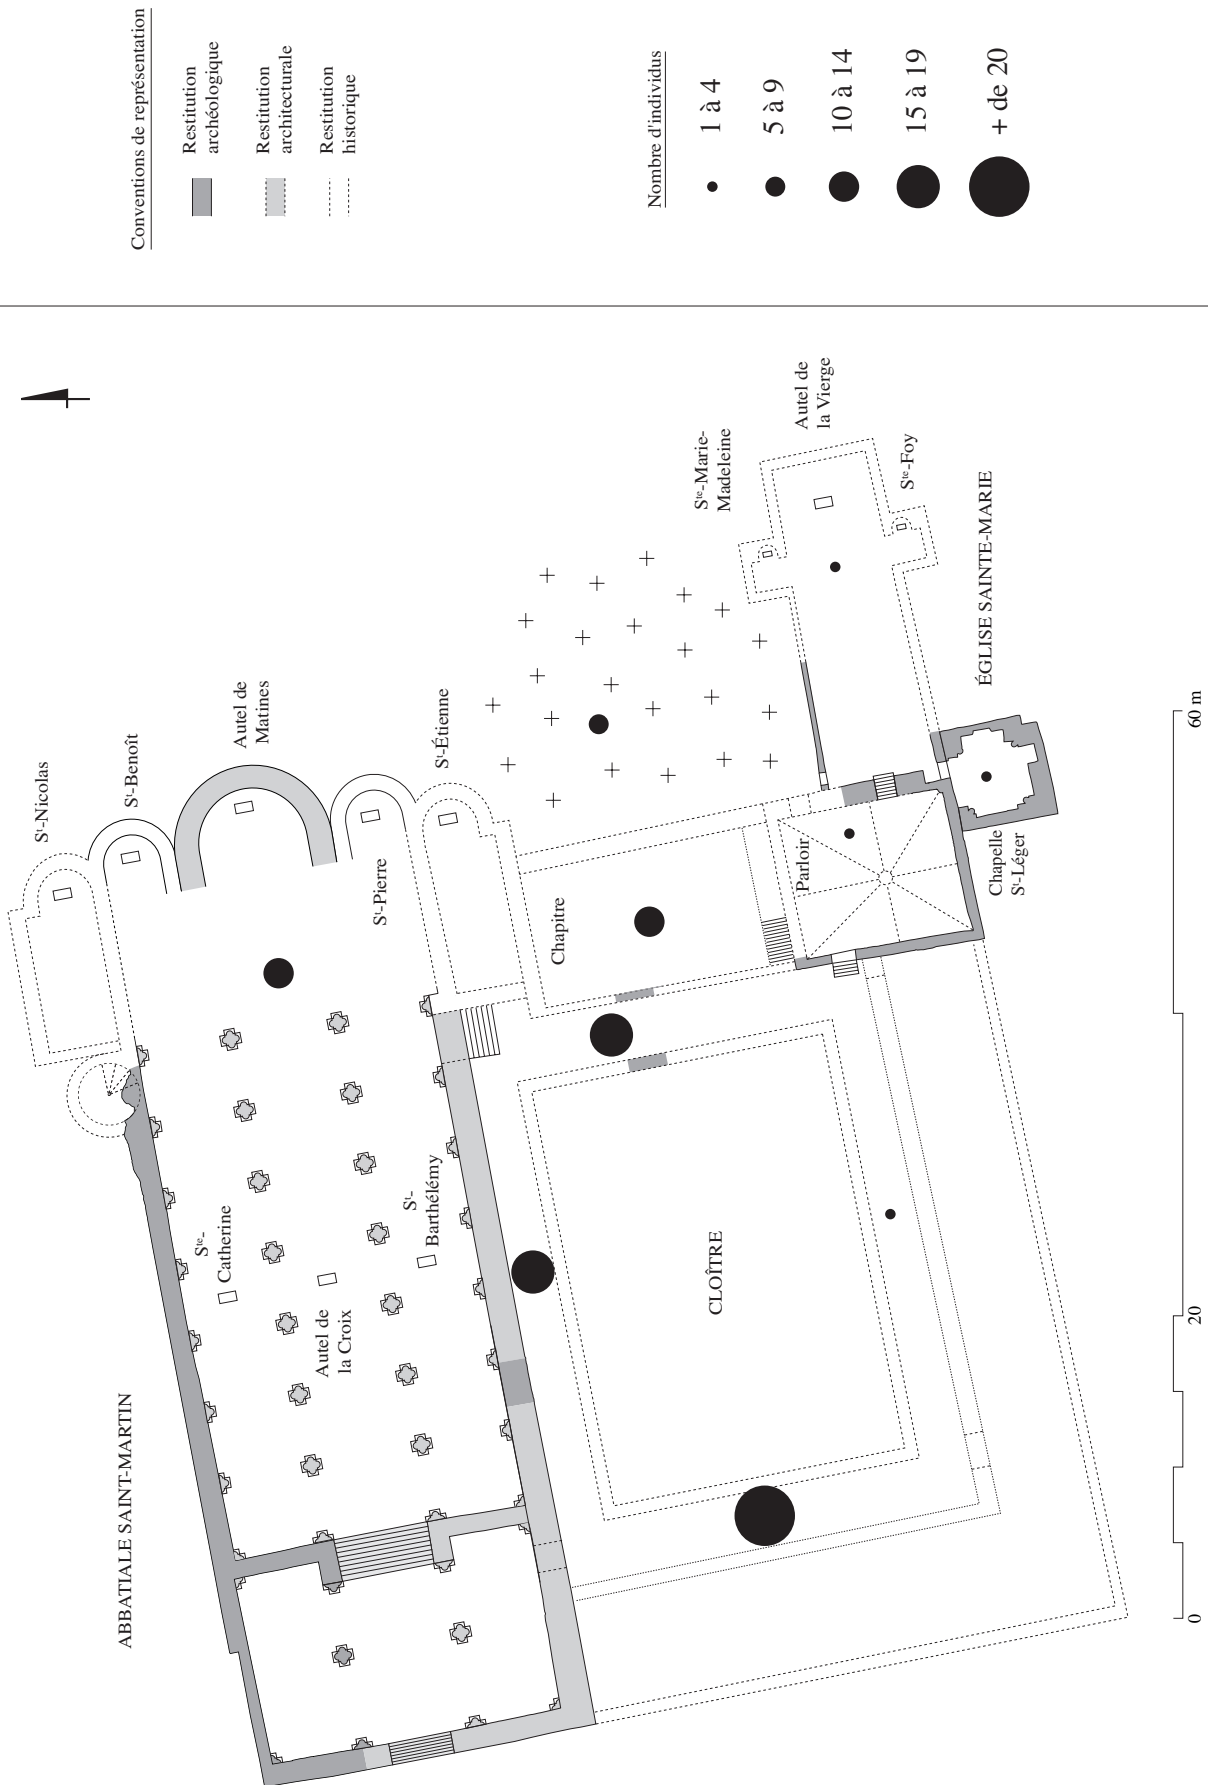 Conventions de représentation
Restitution
archéologique
Restitution
architecturale
Restitution
historique
Nombre d'individus
1 à 4
5 à 9
10 à 14
15 à 19
+ de 20
ABBATIALE SAINT-MARTIN
Sᵗ-Nicolas
Sᵗ-Benoît
Autel de
Matines
Sᵗ-Pierre
Sᵗ-Étienne
Sᵗᵉ-
Catherine
Autel de
la Croix
Sᵗ-
Barthélémy
Chapitre
CLOÎTRE
Parloir
Chapelle
Sᵗ-Léger
Sᵗᵉ-Marie-
Madeleine
Autel de
la Vierge
Sᵗᵉ-Foy
ÉGLISE SAINTE-MARIE
0
20
60 m